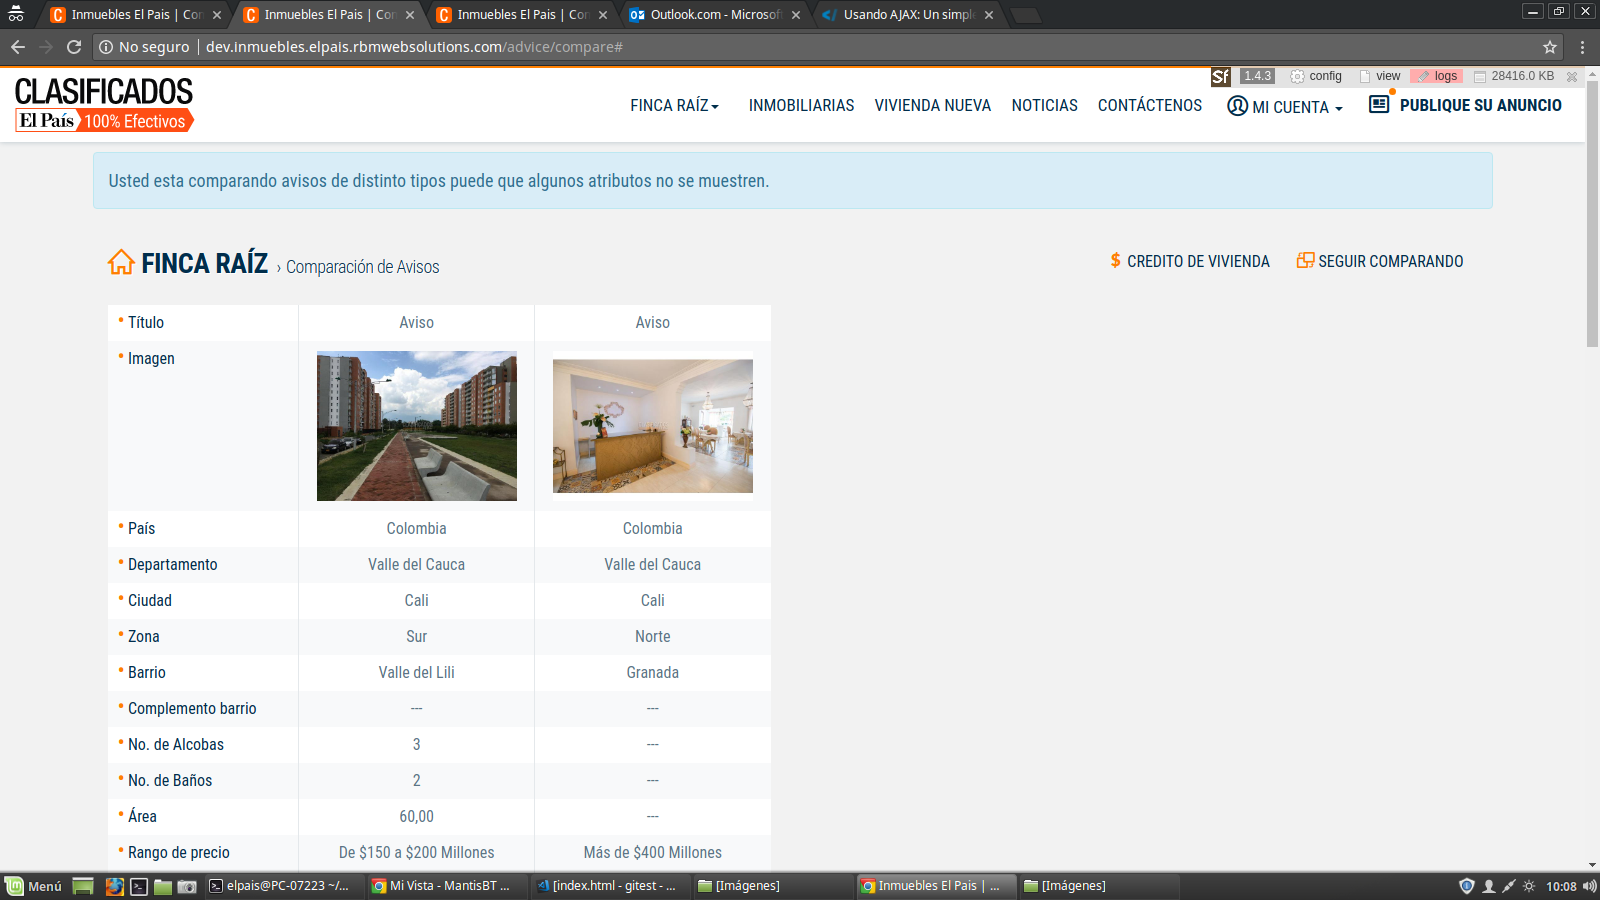 Inmuebles El Pais | Con
Inmuebles El Pais | Con
Inmuebles El Pais | Con
Outlook.com - Microsof
Usando AJAX: Un simple
No seguro
dev.inmuebles.elpais.rbmwebsolutions.com/advice/compare#
Sf
1.4.3
config
view
logs
28416.0 KB
CLASIFICADOS
El País
100% Efectivos
FINCA RAÍZ
INMOBILIARIAS
VIVIENDA NUEVA
NOTICIAS
CONTÁCTENOS
MI CUENTA
PUBLIQUE SU ANUNCIO
Usted esta comparando avisos de distinto tipos puede que algunos atributos no se muestren.
FINCA RAÍZ › Comparación de Avisos
$ CREDITO DE VIVIENDA
SEGUIR COMPARANDO
Título Aviso Aviso
Imagen
País Colombia Colombia
Departamento Valle del Cauca Valle del Cauca
Ciudad Cali Cali
Zona Sur Norte
Barrio Valle del Lili Granada
Complemento barrio --- ---
No. de Alcobas 3 ---
No. de Baños 2 ---
Área 60,00 ---
Rango de precio De $150 a $200 Millones Más de $400 Millones
Menú
elpais@PC-07223 ~/...
Mi Vista - MantisBT ...
[index.html - gitest - ...
[Imágenes]
Inmuebles El Pais | ...
[Imágenes]
10:08